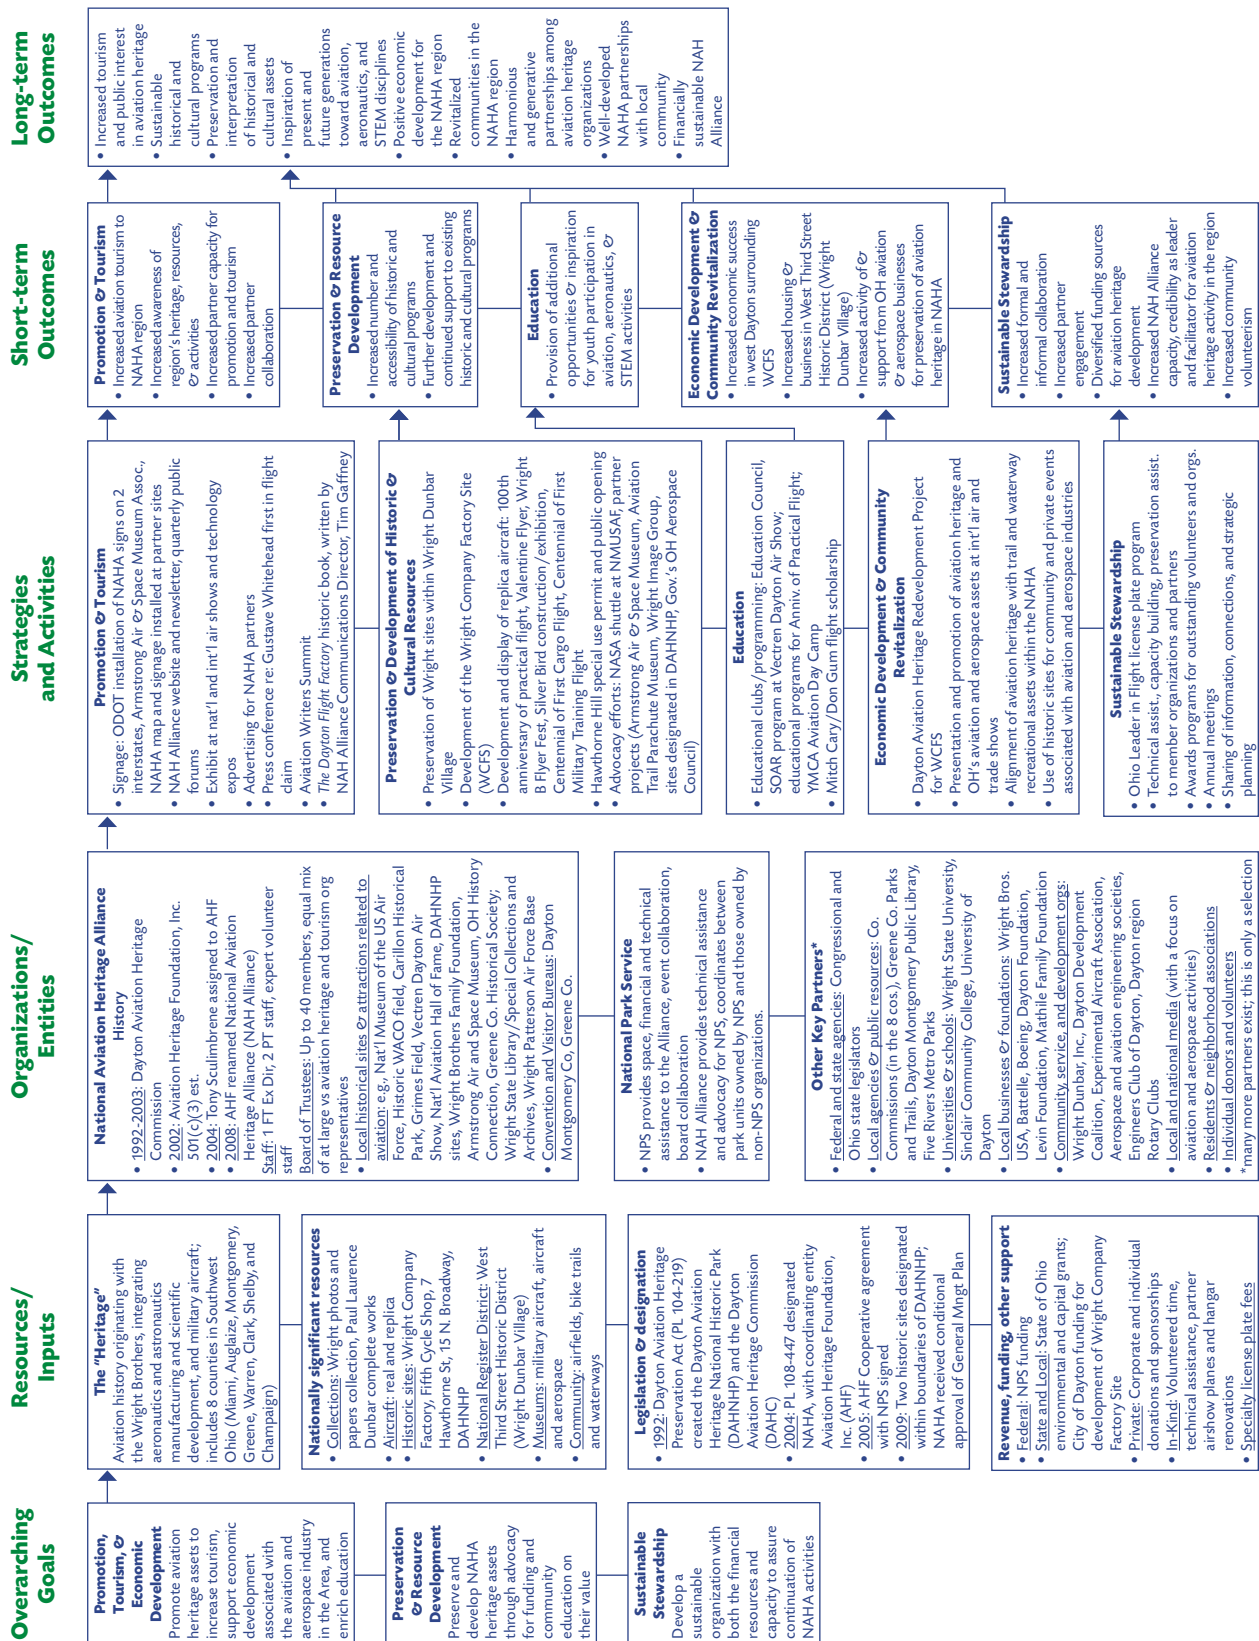 Overarching
Goals
Promotion,
Tourism, &
Economic
Development
Promote aviation
heritage assets to
increase tourism,
support economic
development
associated with
the aviation and
aerospace industry
in the Area, and
enrich education
Preservation
& Resource
Development
Preserve and
develop NAHA
heritage assets
through advocacy
for funding and
community
education on
their value
Sustainable
Stewardship
Develop a
sustainable
organization with
both the financial
resources and
capacity to assure
continuation of
NAHA activities
Resources/
Inputs
The "Heritage"
Aviation history originating with
the Wright Brothers, integrating
aeronautics and astronautics
manufacturing and scientific
development, and military aircraft;
includes 8 counties in Southwest
Ohio (Miami, Auglaize, Montgomery,
Greene, Warren, Clark, Shelby, and
Champaign)
Nationally significant resources
• Collections: Wright photos and
papers collection, Paul Laurence
Dunbar complete works
• Aircraft: real and replica
• Historic sites: Wright Company
Factory, Fifth Cycle Shop, 7
Hawthorne St, 15 N. Broadway,
DAHNHP
• National Register District: West
Third Street Historic District
(Wright Dunbar Village)
• Museums: military aircraft, aircraft
and aerospace
• Community: airfields, bike trails
and waterways
Legislation & designation
• 1992: Dayton Aviation Heritage
Preservation Act (PL 104-219)
created the Dayton Aviation
Heritage National Historic Park
(DAHNHP) and the Dayton
Aviation Heritage Commission
(DAHC)
• 2004: PL 108-447 designated
NAHA, with coordinating entity
Aviation Heritage Foundation,
Inc. (AHF)
• 2005: AHF Cooperative agreement
with NPS signed
• 2009: Two historic sites designated
within boundaries of DAHNHP;
NAHA received conditional
approval of General Mngt Plan
Revenue, funding, other support
• Federal: NPS funding
• State and Local: State of Ohio
environmental and capital grants;
City of Dayton funding for
development of Wright Company
Factory Site
• Private: Corporate and individual
donations and sponsorships
• In-Kind: Volunteered time,
technical assistance, partner
airshow planes and hangar
renovations
• Specialty license plate fees
Organizations/
Entities
National Aviation Heritage Alliance
History
• 1992-2003: Dayton Aviation Heritage
Commission
• 2002: Aviation Heritage Foundation, Inc.
501(c)(3) est.
• 2004: Tony Sculimbrene assigned to AHF
• 2008: AHF renamed National Aviation
Heritage Alliance (NAH Alliance)
Staff: 1 FT Ex Dir, 2 PT staff, expert volunteer
staff
Board of Trustees: Up to 40 members, equal mix
of at large vs aviation heritage and tourism org
representatives
• Local historical sites & attractions related to
aviation: e.g., Nat'l Museum of the US Air
Force, Historic WACO field, Carillon Historical
Park, Grimes Field, Vectren Dayton Air
Show, Nat'l Aviation Hall of Fame, DAHNHP
sites, Wright Brothers Family Foundation,
Armstrong Air and Space Museum, OH History
Connection, Greene Co. Historical Society;
Wright State Library/Special Collections and
Archives, Wright Patterson Air Force Base
• Convention and Visitor Bureaus: Dayton
Montgomery Co, Greene Co.
National Park Service
• NPS provides space, financial and technical
assistance to the Alliance, event collaboration,
board collaboration
• NAH Alliance provides technical assistance
and advocacy for NPS, coordinates between
park units owned by NPS and those owned by
non-NPS organizations.
Other Key Partners*
• Federal and state agencies: Congressional and
Ohio state legislators
• Local agencies & public resources: Co.
Commissions (in the 8 cos.), Greene Co. Parks
and Trails, Dayton Montgomery Public Library,
Five Rivers Metro Parks
• Universities & schools: Wright State University,
Sinclair Community College, University of
Dayton
• Local businesses & foundations: Wright Bros.
USA, Battelle, Boeing, Dayton Foundation,
Levin Foundation, Mathile Family Foundation
• Community, service, and development orgs:
Wright Dunbar, Inc., Dayton Development
Coalition, Experimental Aircraft Association,
Aerospace and aviation engineering societies,
Engineers Club of Dayton, Dayton region
Rotary Clubs
• Local and national media (with a focus on
aviation and aerospace activities)
• Residents & neighborhood associations
• Individual donors and volunteers
*many more partners exist; this is only a selection
Strategies
and Activities
Promotion & Tourism
• Signage: ODOT installation of NAHA signs on 2
interstates, Armstrong Air & Space Museum Assoc.,
NAHA map and signage installed at partner sites
• NAH Alliance website and newsletter, quarterly public
forums
• Exhibit at nat'l and int'l air shows and technology
expos
• Advertising for NAHA partners
• Press conference re: Gustave Whitehead first in flight
claim
• Aviation Writers Summit
• The Dayton Flight Factory historic book, written by
NAH Alliance Communications Director, Tim Gaffney
Preservation & Development of Historic &
Cultural Resources
• Preservation of Wright sites within Wright Dunbar
Village
• Development of the Wright Company Factory Site
(WCFS)
• Development and display of replica aircraft: 100th
anniversary of practical flight, Valentine Flyer, Wright
B Flyer Fest, Silver Bird construction/exhibition,
Centennial of First Cargo Flight, Centennial of First
Military Training Flight
• Hawthorne Hill special use permit and public opening
• Advocacy efforts: NASA shuttle at NMUSAF, partner
projects (Armstrong Air & Space Museum, Aviation
Trail Parachute Museum, Wright Image Group,
sites designated in DAHNHP, Gov.'s OH Aerospace
Council)
Education
• Educational clubs/programming: Education Council,
SOAR program at Vectren Dayton Air Show;
educational programs for Anniv. of Practical Flight;
YMCA Aviation Day Camp
• Mitch Cary/Don Gum flight scholarship
Economic Development & Community
Revitalization
• Dayton Aviation Heritage Redevelopment Project
for WCFS
• Presentation and promotion of aviation heritage and
OH's aviation and aerospace assets at int'l air and
trade shows
• Alignment of aviation heritage with trail and waterway
recreational assets within the NAHA
• Use of historic sites for community and private events
associated with aviation and aerospace industries
Sustainable Stewardship
• Ohio Leader in Flight license plate program
• Technical assist., capacity building, preservation assist.
to member organizations and partners
• Awards programs for outstanding volunteers and orgs.
• Annual meetings
• Sharing of information, connections, and strategic
planning
Short-term
Outcomes
Promotion & Tourism
• Increased aviation tourism to
NAHA region
• Increased awareness of
region's heritage, resources,
& activities
• Increased partner capacity for
promotion and tourism
• Increased partner
collaboration
Preservation & Resource
Development
• Increased number and
accessibility of historic and
cultural programs
• Further development and
continued support to existing
historic and cultural programs
Education
• Provision of additional
opportunities & inspiration
for youth participation in
aviation, aeronautics, &
STEM activities
Economic Development &
Community Revitalization
• Increased economic success
in west Dayton surrounding
WCFS
• Increased housing &
business in West Third Street
Historic District (Wright
Dunbar Village)
• Increased activity of &
support from OH aviation
& aerospace businesses
for preservation of aviation
heritage in NAHA
Sustainable Stewardship
• Increased formal and
informal collaboration
• Increased partner
engagement
• Diversified funding sources
for aviation heritage
development
• Increased NAH Alliance
capacity, credibility as leader
and facilitator for aviation
heritage activity in the region
• Increased community
volunteerism
Long-term
Outcomes
• Increased tourism
and public interest
in aviation heritage
• Sustainable
historical and
cultural programs
• Preservation and
interpretation
of historical and
cultural assets
• Inspiration of
present and
future generations
toward aviation,
aeronautics, and
STEM disciplines
• Positive economic
development for
the NAHA region
• Revitalized
communities in the
NAHA region
• Harmonious
and generative
partnerships among
aviation heritage
organizations
• Well-developed
NAHA partnerships
with local
community
• Financially
sustainable NAH
Alliance